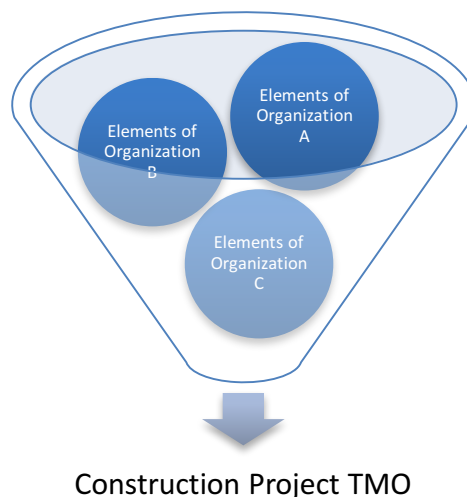 Elements of
Organization
A
Elements of
Organization
B
Elements of
Organization
C
Construction Project TMO